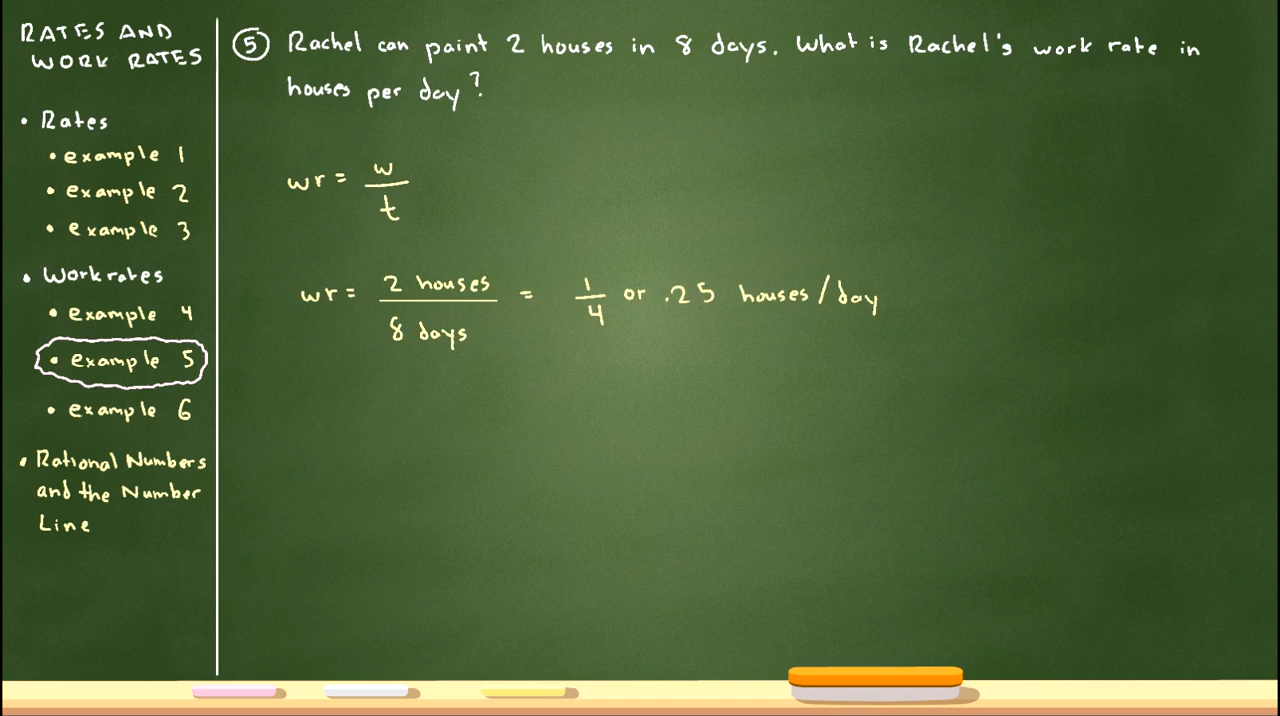 RATES AND
WORK RATES
• Rates
• example 1
• example 2
• example 3
• Work rates
• example 4
• example 5
• example 6
• Rational Numbers
and the Number
Line
5 Rachel can paint 2 houses in 8 days. What is Rachel's work rate in
houses per day?
wr = w/t
wr = 2 houses/8 days = 1/4 or .25 houses/day